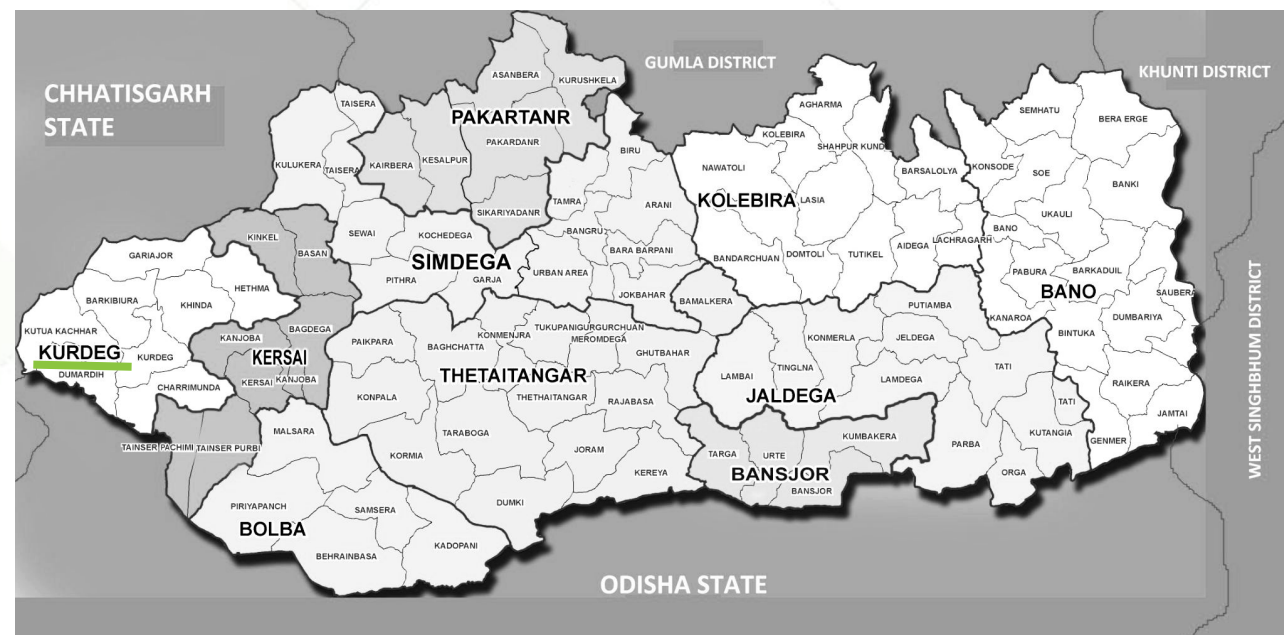 CHHATISGARH
STATE
GUMLA DISTRICT
KHUNTI DISTRICT
WEST SINGHBHUM DISTRICT
ODISHA STATE
PAKARTANR
ASANBERA
KURUSHKELA
PAKARDANR
KESALPUR
KAIRBERA
SIKARIYADANR
SIMDEGA
TAISERA
KULUKERA
TAISERA
SEWAI
KOCHEDEGA
PITHRA
GARJA
BIRU
TAMRA
ARANI
BANGRU
BARA BARPANI
URBAN AREA
JOKBAHAR
BAMALKERA
KOLEBIRA
AGHARMA
KOLEBIRA
SHAHPUR KUND
NAWATOLI
BARSALOLYA
LASIA
BANDARCHUAN
DOMTOLI
TUTIKEL
AIDEGA
LACHRAGARH
BANO
SEMHATU
BERA ERGE
KONSODE
SOE
BANKI
UKAULI
BANO
PABURA
BARKADUIL
SAUBERA
KANAROA
DUMBARIYA
BINTUKA
RAIKERA
JAMTAI
GENMER
KURDEG
GARIAJOR
HETHMA
BARKIBIURA
KHINDA
KUTUA KACHHAR
KURDEG
DUMARDIH
CHARRIMUNDA
KERSAI
KINKEL
BASAN
BAGDEGA
KANJOBA
KERSAI
KANJOBA
TAINSER PACHIMI
TAINSER PURBI
THETAITANGAR
PAIKPARA
BAGHCHATTA
KONMENJRA
TUKUPANI
GURGURCHUAN
MEROMDEGA
GHUTBAHAR
KONPALA
THETHAITANGAR
RAJABASA
TARABOGA
KORMIA
JORAM
KEREYA
DUMKI
JALDEGA
PUTIAMBA
KONMERLA
JELDEGA
LAMBAI
TINGLNA
LAMDEGA
TATI
TATI
KUTANGIA
PARBA
ORGA
BANSJOR
TARGA
URTE
KUMBAKERA
BANSJOR
BOLBA
MALSARA
PIRIYAPANCH
SAMSERA
BEHRAINBASA
KADOPANI